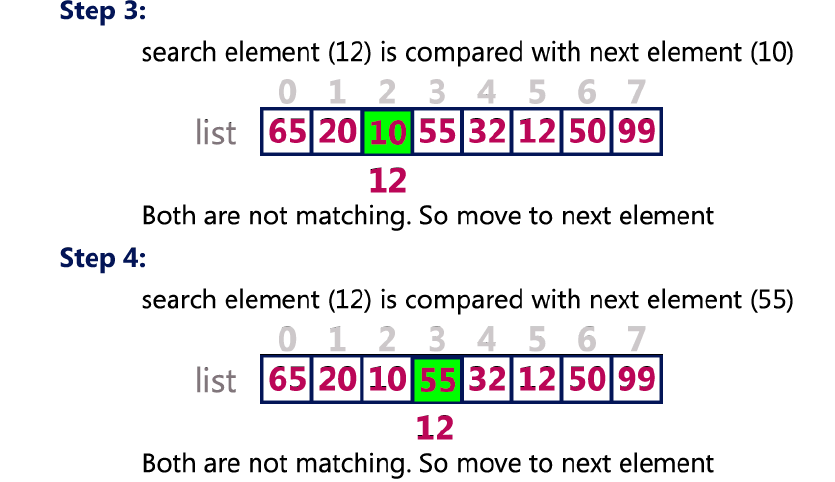 Step 3:
search element (12) is compared with next element (10)
0 1 2 3 4 5 6 7
list 65 20 10 55 32 12 50 99
12
Both are not matching. So move to next element
Step 4:
search element (12) is compared with next element (55)
0 1 2 3 4 5 6 7
list 65 20 10 55 32 12 50 99
12
Both are not matching. So move to next element